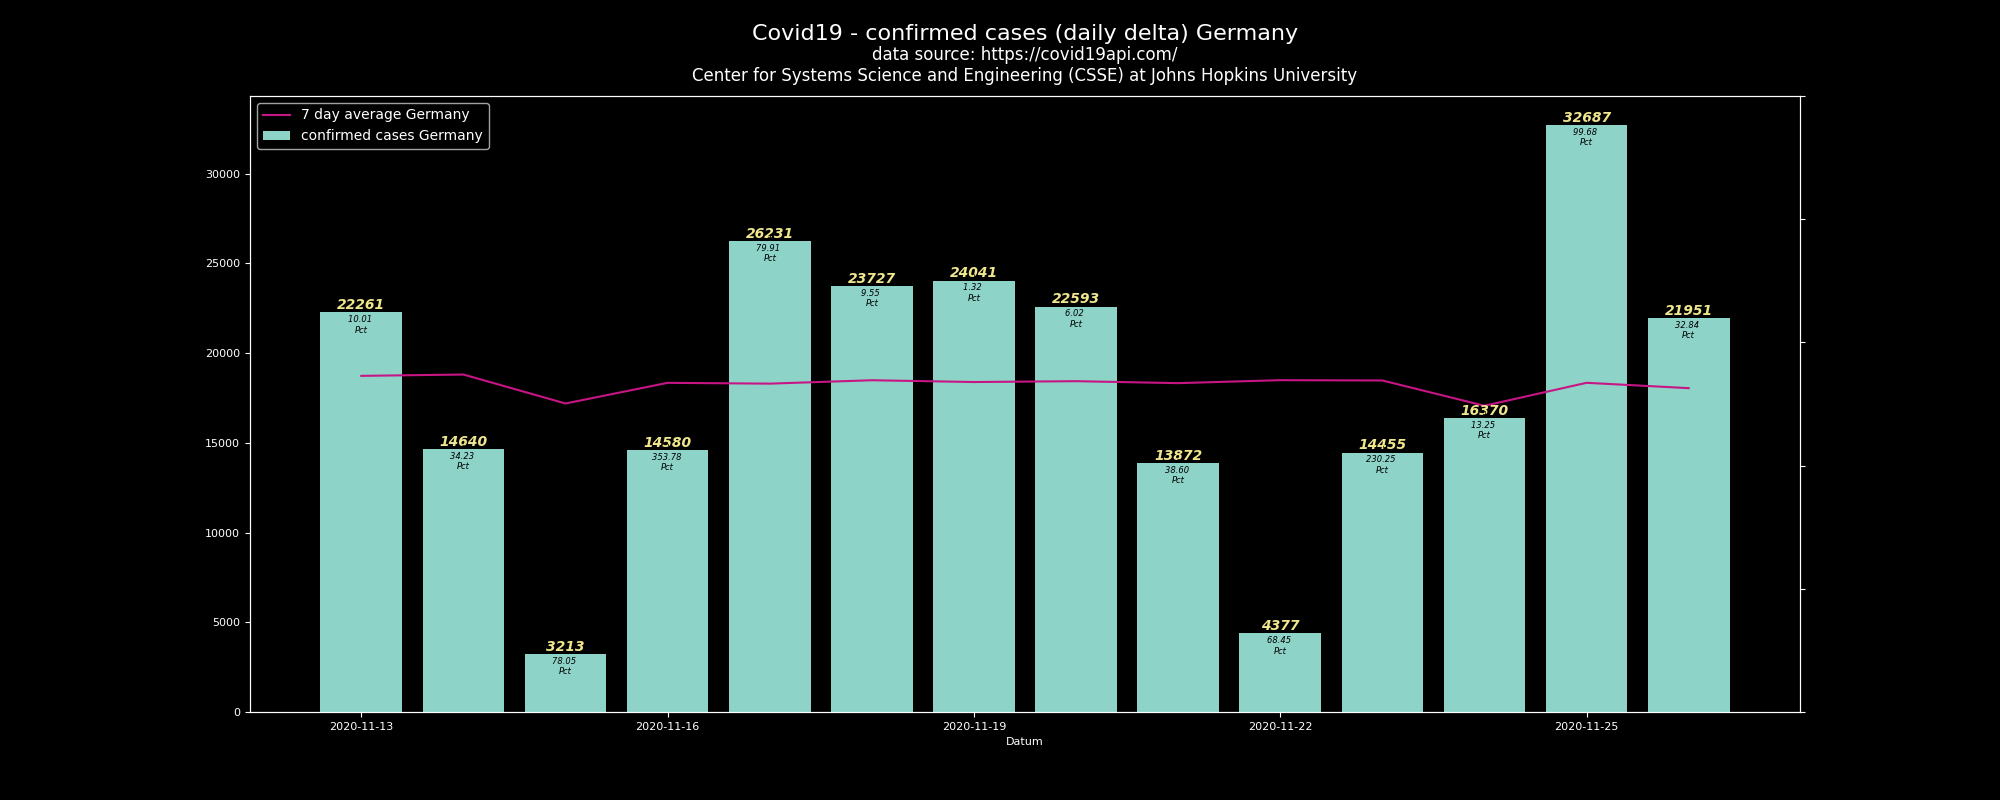 Covid19 - confirmed cases (daily delta) Germany
data source: https://covid19api.com/
Center for Systems Science and Engineering (CSSE) at Johns Hopkins University
7 day average Germany
confirmed cases Germany
30000
25000
20000
15000
10000
5000
0
22261
10.01
Pct
14640
34.23
Pct
3213
78.05
Pct
14580
353.78
Pct
26231
79.91
Pct
23727
9.55
Pct
24041
1.32
Pct
22593
6.02
Pct
13872
38.60
Pct
4377
68.45
Pct
14455
230.25
Pct
16370
13.25
Pct
32687
99.68
Pct
21951
32.84
Pct
2020-11-13
2020-11-16
2020-11-19
2020-11-22
2020-11-25
Datum